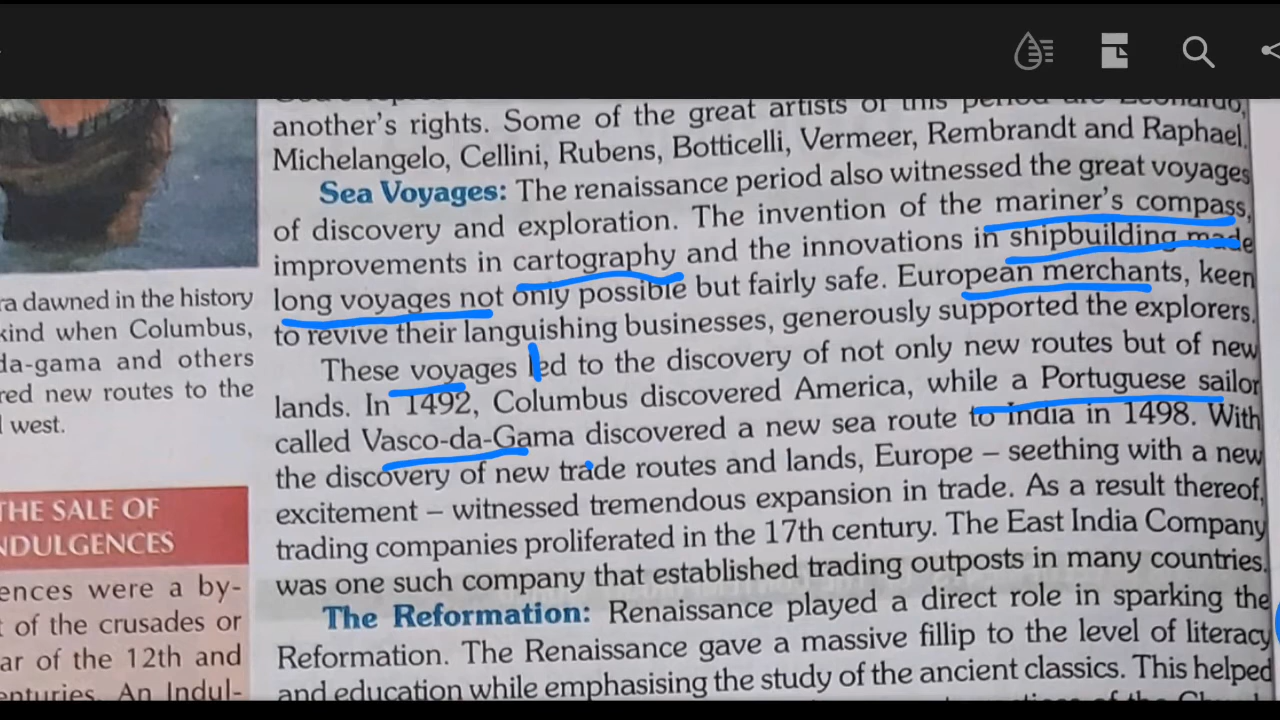 another's rights. Some of the great artists of this period are Leonardo,
Michelangelo, Cellini, Rubens, Botticelli, Vermeer, Rembrandt and Raphael.
Sea Voyages: The renaissance period also witnessed the great voyages
of discovery and exploration. The invention of the mariner's compass,
improvements in cartography and the innovations in shipbuilding made
long voyages not only possible but fairly safe. European merchants, keen
to revive their languishing businesses, generously supported the explorers.
These voyages led to the discovery of not only new routes but of new
lands. In 1492, Columbus discovered America, while a Portuguese sailor
called Vasco-da-Gama discovered a new sea route to India in 1498. With
the discovery of new trade routes and lands, Europe – seething with a new
excitement – witnessed tremendous expansion in trade. As a result thereof,
trading companies proliferated in the 17th century. The East India Company
was one such company that established trading outposts in many countries.
The Reformation: Renaissance played a direct role in sparking the
Reformation. The Renaissance gave a massive fillip to the level of literacy
and education while emphasising the study of the ancient classics. This helped
ra dawned in the history
kind when Columbus,
da-gama and others
red new routes to the
west.
THE SALE OF
NDULGENCES
ences were a by-
t of the crusades or
ar of the 12th and
enturies. An Indul-